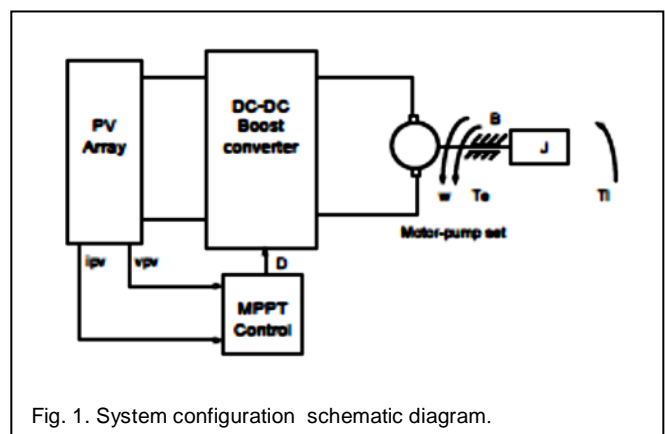 PV
Array
DC-DC
Boost
converter
B
J
w
Te
Tl
Motor-pump set
ipv
vpv
D
MPPT
Control
Fig. 1. System configuration schematic diagram.